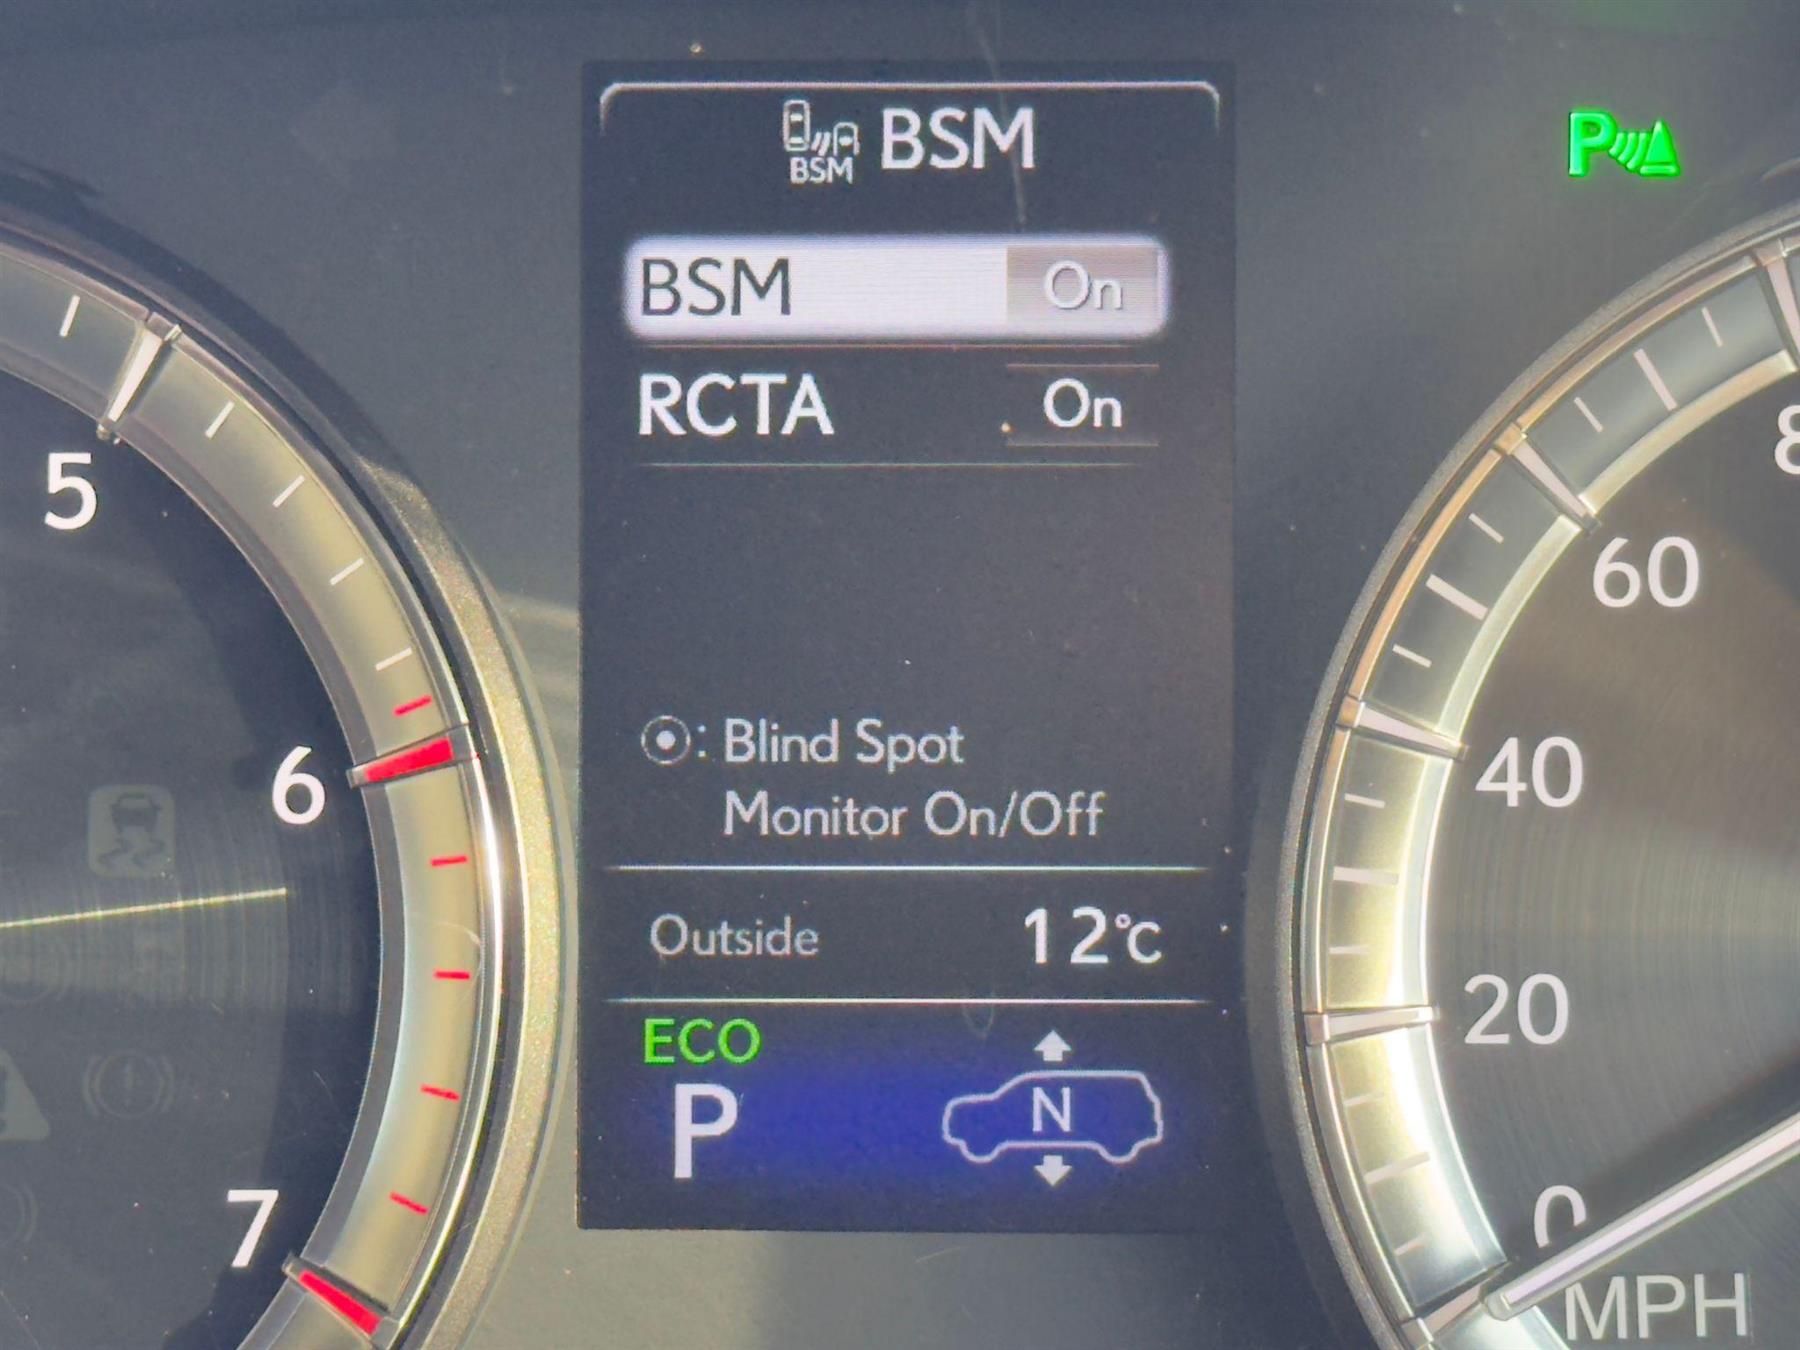 BSM BSM
P
BSM On
RCTA On
5
6
7
Blind Spot
Monitor On/Off
Outside 12°C
ECO
P
N
8
60
40
20
0
MPH